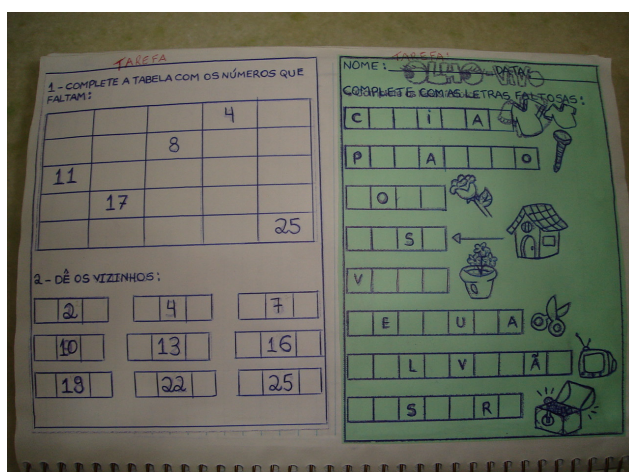 TAREFA
1 - COMPLETE A TABELA COM OS NÚMEROS QUE
FALTAM:
4
8
11
17
25
2 - DÊ OS VIZINHOS:
2 4 7
10 13 16
19 22 25
TAREFA:
NOME: DATA:
COMPLETE COM AS LETRAS FALTOSAS:
C I A
P A O
O
S
V
E U A
L V Ã
S R